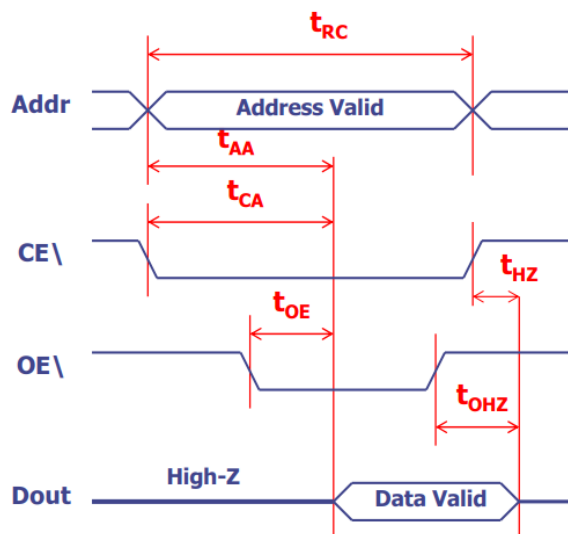 tRC
Addr
Address Valid
tAA
tCA
CE\
tHZ
tOE
OE\
tOHZ
High-Z
Dout
Data Valid